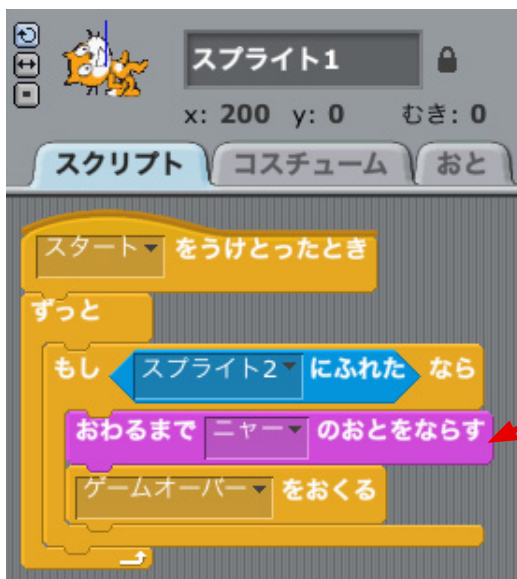 スプライト1
x: 200 y: 0 むき: 0
スクリプト コスチューム おと
スタート をうけとったとき
ずっと
もし スプライト2 にふれた なら
おわるまで ニャー のおとをならす
ゲームオーバー をおくる